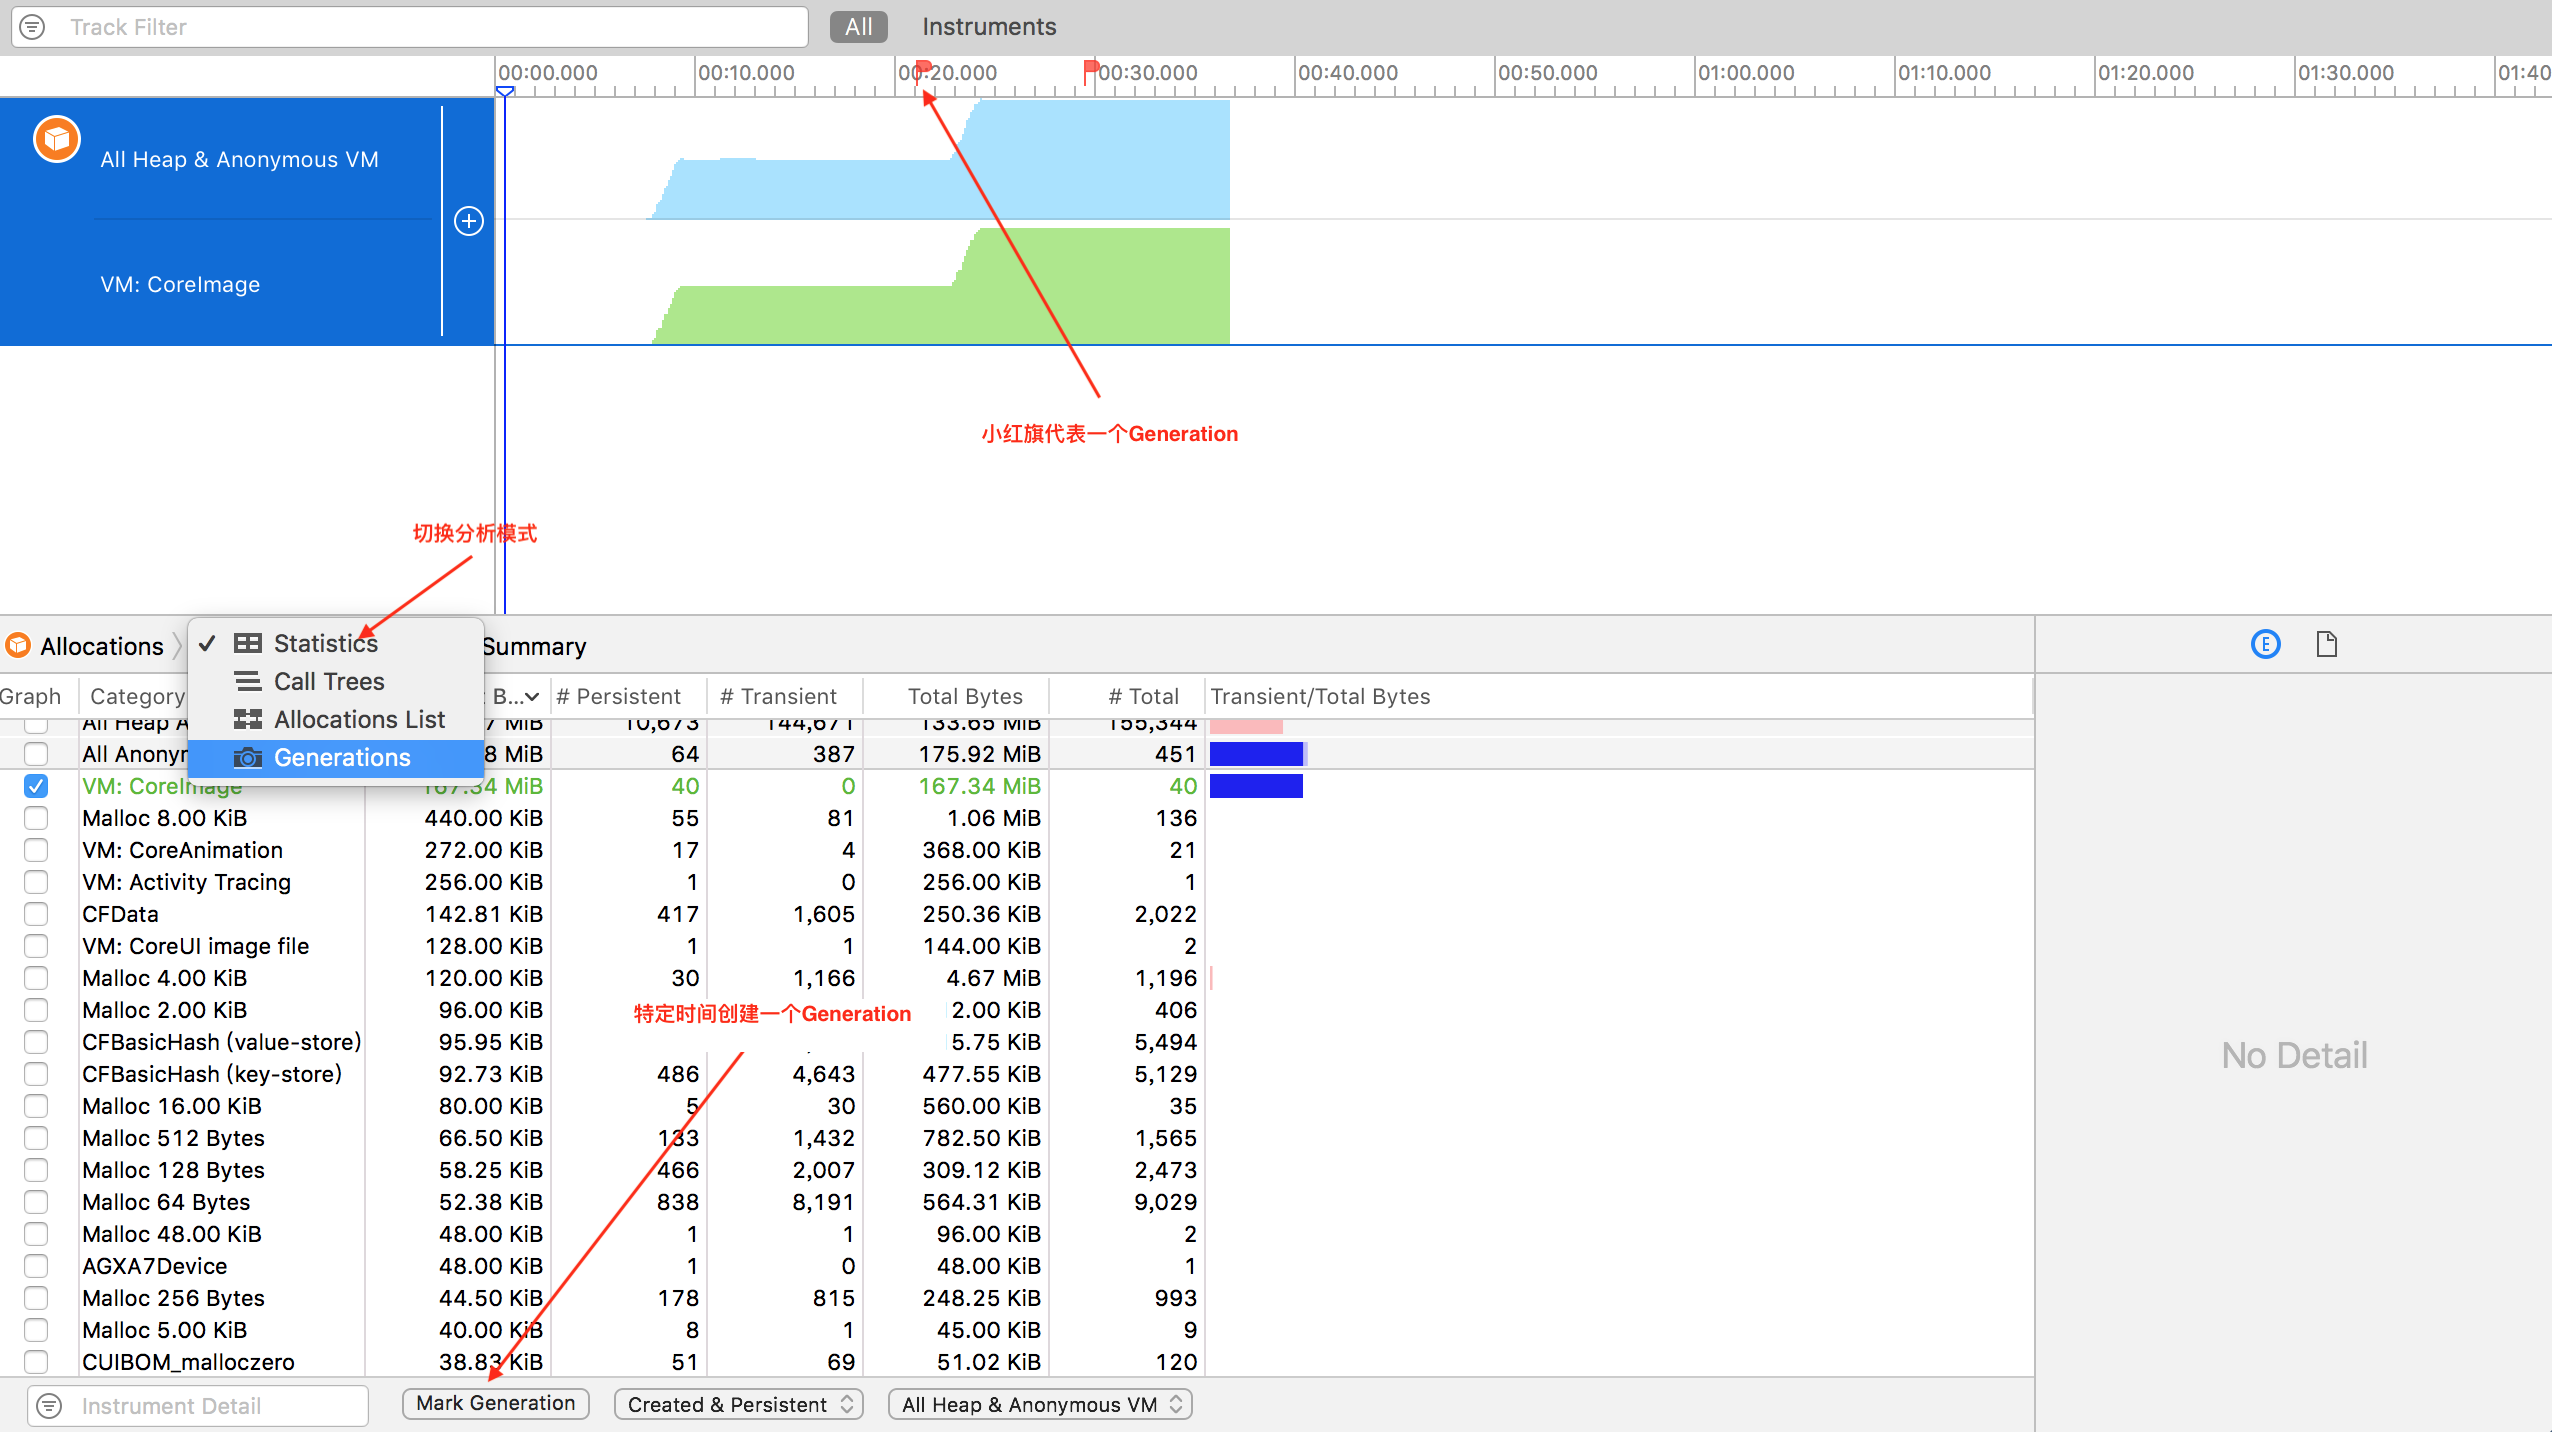 Track Filter
All
Instruments
00:00.000
00:10.000
00:20.000
00:30.000
00:40.000
00:50.000
01:00.000
01:10.000
01:20.000
01:30.000
01:40
All Heap & Anonymous VM
VM: CoreImage
小红旗代表一个Generation
切换分析模式
Allocations
Statistics
Call Trees
Allocations List
Generations
Summary
Graph Category B... # Persistent # Transient Total Bytes # Total Transient/Total Bytes
All Heap A 7 MiB 10,673 144,671 133.65 MiB 155,344
All Anonyr 8 MiB 64 387 175.92 MiB 451
VM: CoreImage 167.34 MiB 40 0 167.34 MiB 40
Malloc 8.00 KiB 440.00 KiB 55 81 1.06 MiB 136
VM: CoreAnimation 272.00 KiB 17 4 368.00 KiB 21
VM: Activity Tracing 256.00 KiB 1 0 256.00 KiB 1
CFData 142.81 KiB 417 1,605 250.36 KiB 2,022
VM: CoreUI image file 128.00 KiB 1 1 144.00 KiB 2
Malloc 4.00 KiB 120.00 KiB 30 1,166 4.67 MiB 1,196
Malloc 2.00 KiB 96.00 KiB 2.00 KiB 406
特定时间创建一个Generation
CFBasicHash (value-store) 95.95 KiB 5.75 KiB 5,494
CFBasicHash (key-store) 92.73 KiB 486 4,643 477.55 KiB 5,129
Malloc 16.00 KiB 80.00 KiB 5 30 560.00 KiB 35
Malloc 512 Bytes 66.50 KiB 133 1,432 782.50 KiB 1,565
Malloc 128 Bytes 58.25 KiB 466 2,007 309.12 KiB 2,473
Malloc 64 Bytes 52.38 KiB 838 8,191 564.31 KiB 9,029
Malloc 48.00 KiB 48.00 KiB 1 1 96.00 KiB 2
AGXA7Device 48.00 KiB 1 0 48.00 KiB 1
Malloc 256 Bytes 44.50 KiB 178 815 248.25 KiB 993
Malloc 5.00 KiB 40.00 KiB 8 1 45.00 KiB 9
CUIBOM_malloczero 38.83 KiB 51 69 51.02 KiB 120
No Detail
Instrument Detail
Mark Generation
Created & Persistent
All Heap & Anonymous VM